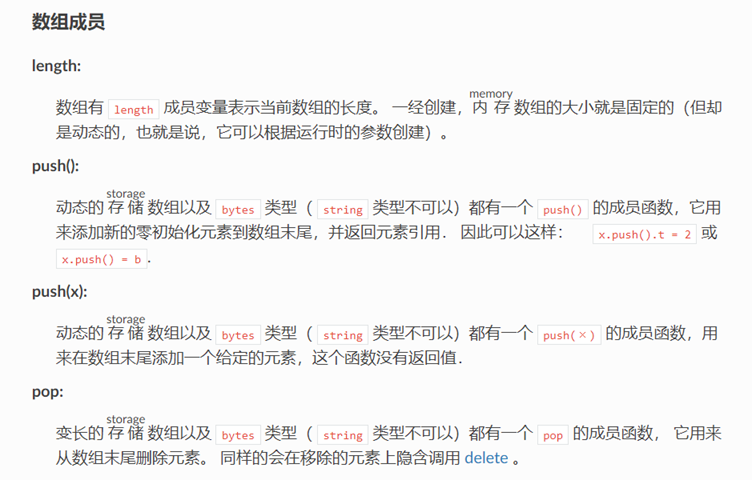 数组成员
length:
memory
数组有 length 成员变量表示当前数组的长度。 一经创建，内存数组的大小就是固定的（但却
是动态的，也就是说，它可以根据运行时的参数创建）。
push():
storage
动态的存储数组以及 bytes 类型（ string 类型不可以）都有一个 push() 的成员函数，它用
来添加新的零初始化元素到数组末尾，并返回元素引用． 因此可以这样： x.push().t = 2 或
x.push() = b .
push(x):
storage
动态的存储数组以及 bytes 类型（ string 类型不可以）都有一个 push(×) 的成员函数，用
来在数组末尾添加一个给定的元素，这个函数没有返回值．
pop:
storage
变长的存储数组以及 bytes 类型（ string 类型不可以）都有一个 pop 的成员函数， 它用来
从数组末尾删除元素。 同样的会在移除的元素上隐含调用 delete 。